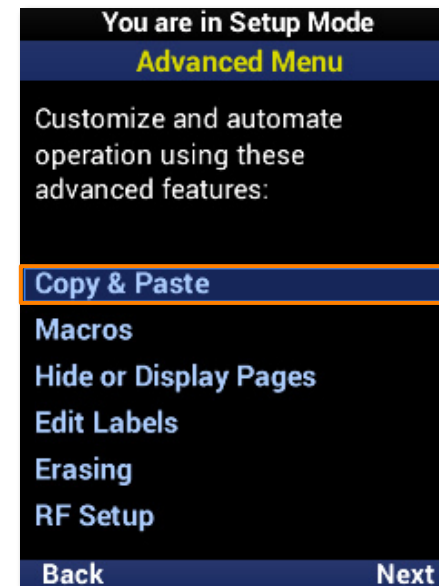 You are in Setup Mode
Advanced Menu
Customize and automate
operation using these
advanced features:
Copy & Paste
Macros
Hide or Display Pages
Edit Labels
Erasing
RF Setup
Back Next